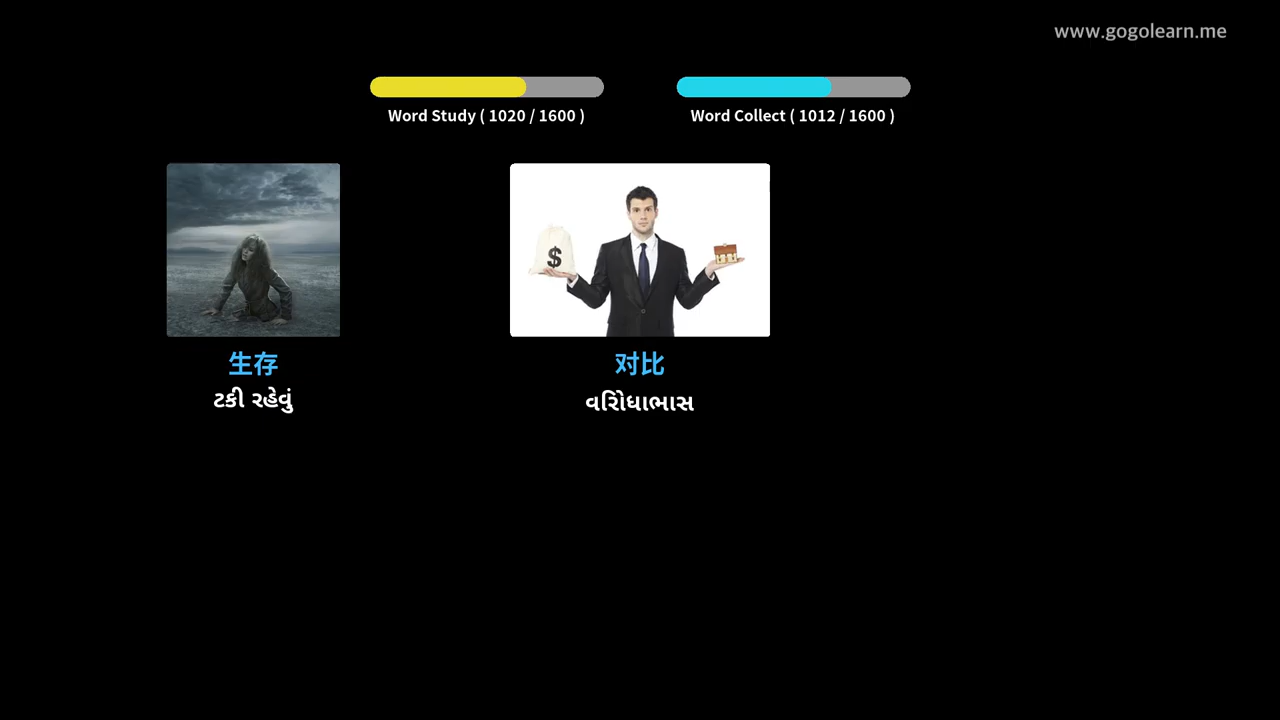 www.gogolearn.me
Word Study ( 1020 / 1600 )
Word Collect ( 1012 / 1600 )
$
生存
对比
ટકી રહેવું
વિરોધાભાસ